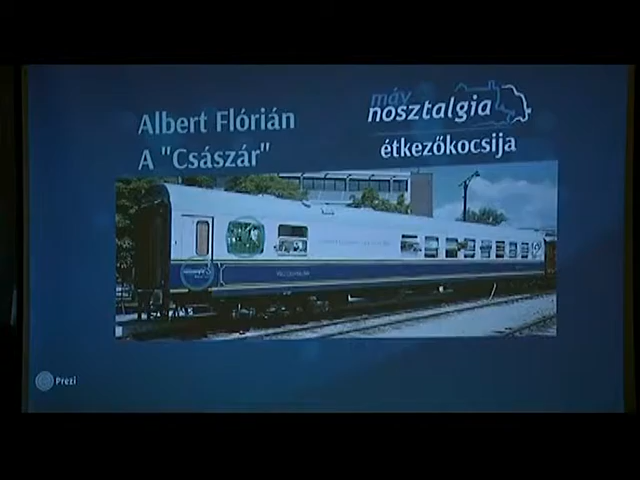 Albert Flórián
A "Császár"
máv
nosztalgia
étkezőkocsija
Prezi